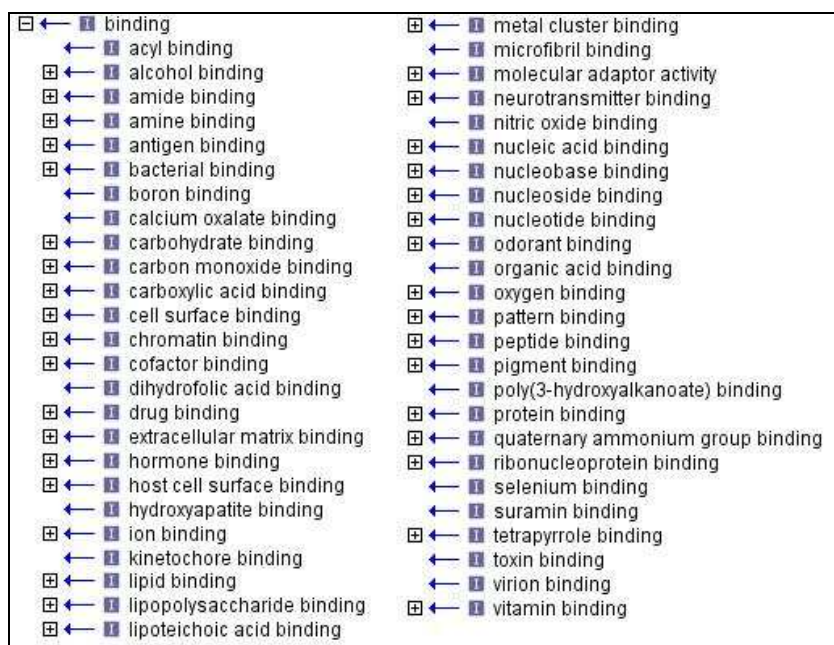 binding
acyl binding
alcohol binding
amide binding
amine binding
antigen binding
bacterial binding
boron binding
calcium oxalate binding
carbohydrate binding
carbon monoxide binding
carboxylic acid binding
cell surface binding
chromatin binding
cofactor binding
dihydrofolic acid binding
drug binding
extracellular matrix binding
hormone binding
host cell surface binding
hydroxyapatite binding
ion binding
kinetochore binding
lipid binding
lipopolysaccharide binding
lipoteichoic acid binding
metal cluster binding
microfibril binding
molecular adaptor activity
neurotransmitter binding
nitric oxide binding
nucleic acid binding
nucleobase binding
nucleoside binding
nucleotide binding
odorant binding
organic acid binding
oxygen binding
pattern binding
peptide binding
pigment binding
poly(3-hydroxyalkanoate) binding
protein binding
quaternary ammonium group binding
ribonucleoprotein binding
selenium binding
suramin binding
tetrapyrrole binding
toxin binding
virion binding
vitamin binding